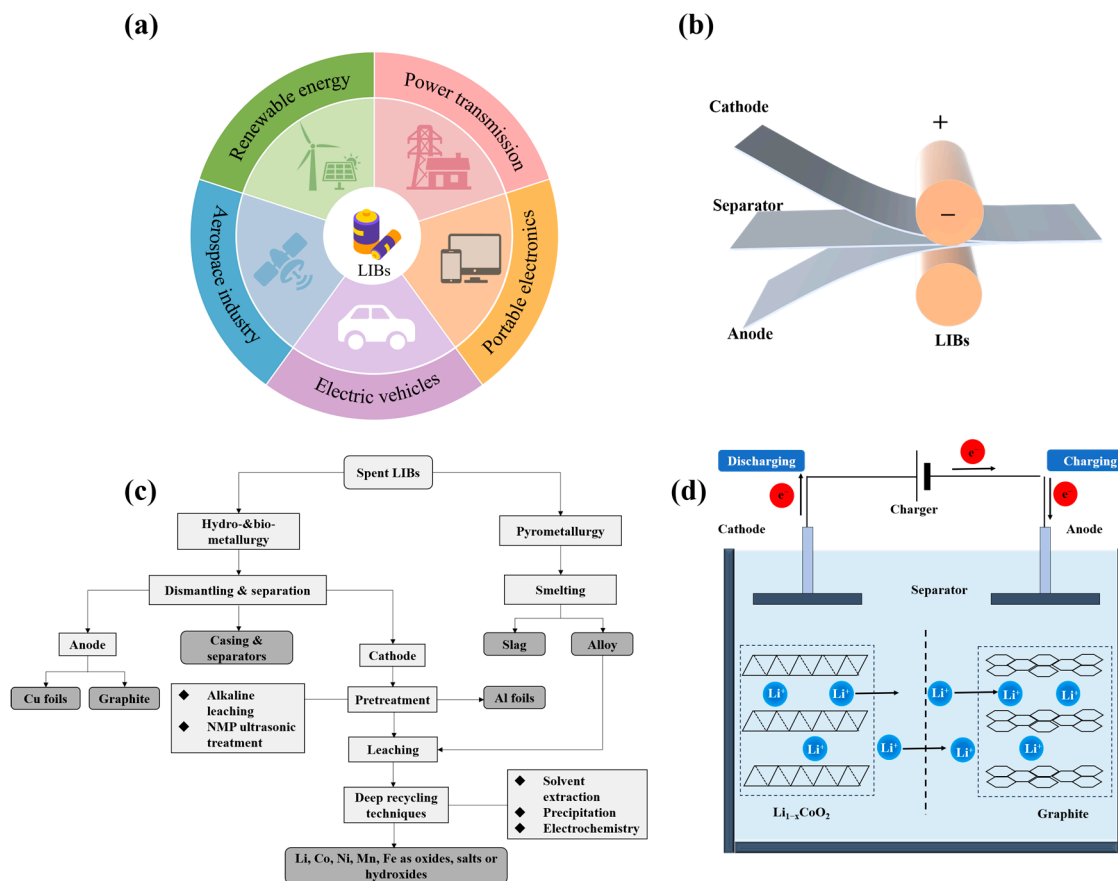 (a)
Renewable energy
Power transmission
Aerospace industry
Portable electronics
Electric vehicles
LIBs
(b)
Cathode
+
Separator
−
Anode
LIBs
(c)
Spent LIBs
Hydro-&bio-
metallurgy
Pyrometallurgy
Dismantling & separation
Smelting
Anode
Casing &
separators
Cathode
Slag
Alloy
Cu foils
Graphite
◆ Alkaline
leaching
◆ NMP ultrasonic
treatment
Pretreatment
Al foils
Leaching
Deep recycling
techniques
◆ Solvent
extraction
◆ Precipitation
◆ Electrochemistry
Li, Co, Ni, Mn, Fe as oxides, salts or
hydroxides
(d)
Discharging
e⁻
Charging
e⁻
e⁻
Charger
Cathode
Anode
Separator
Li⁺
Li⁺
Li⁺
Li⁺
Li⁺
Li⁺
Li⁺
Li⁺
Li⁺
Li₁₋ₓCoO₂
Graphite